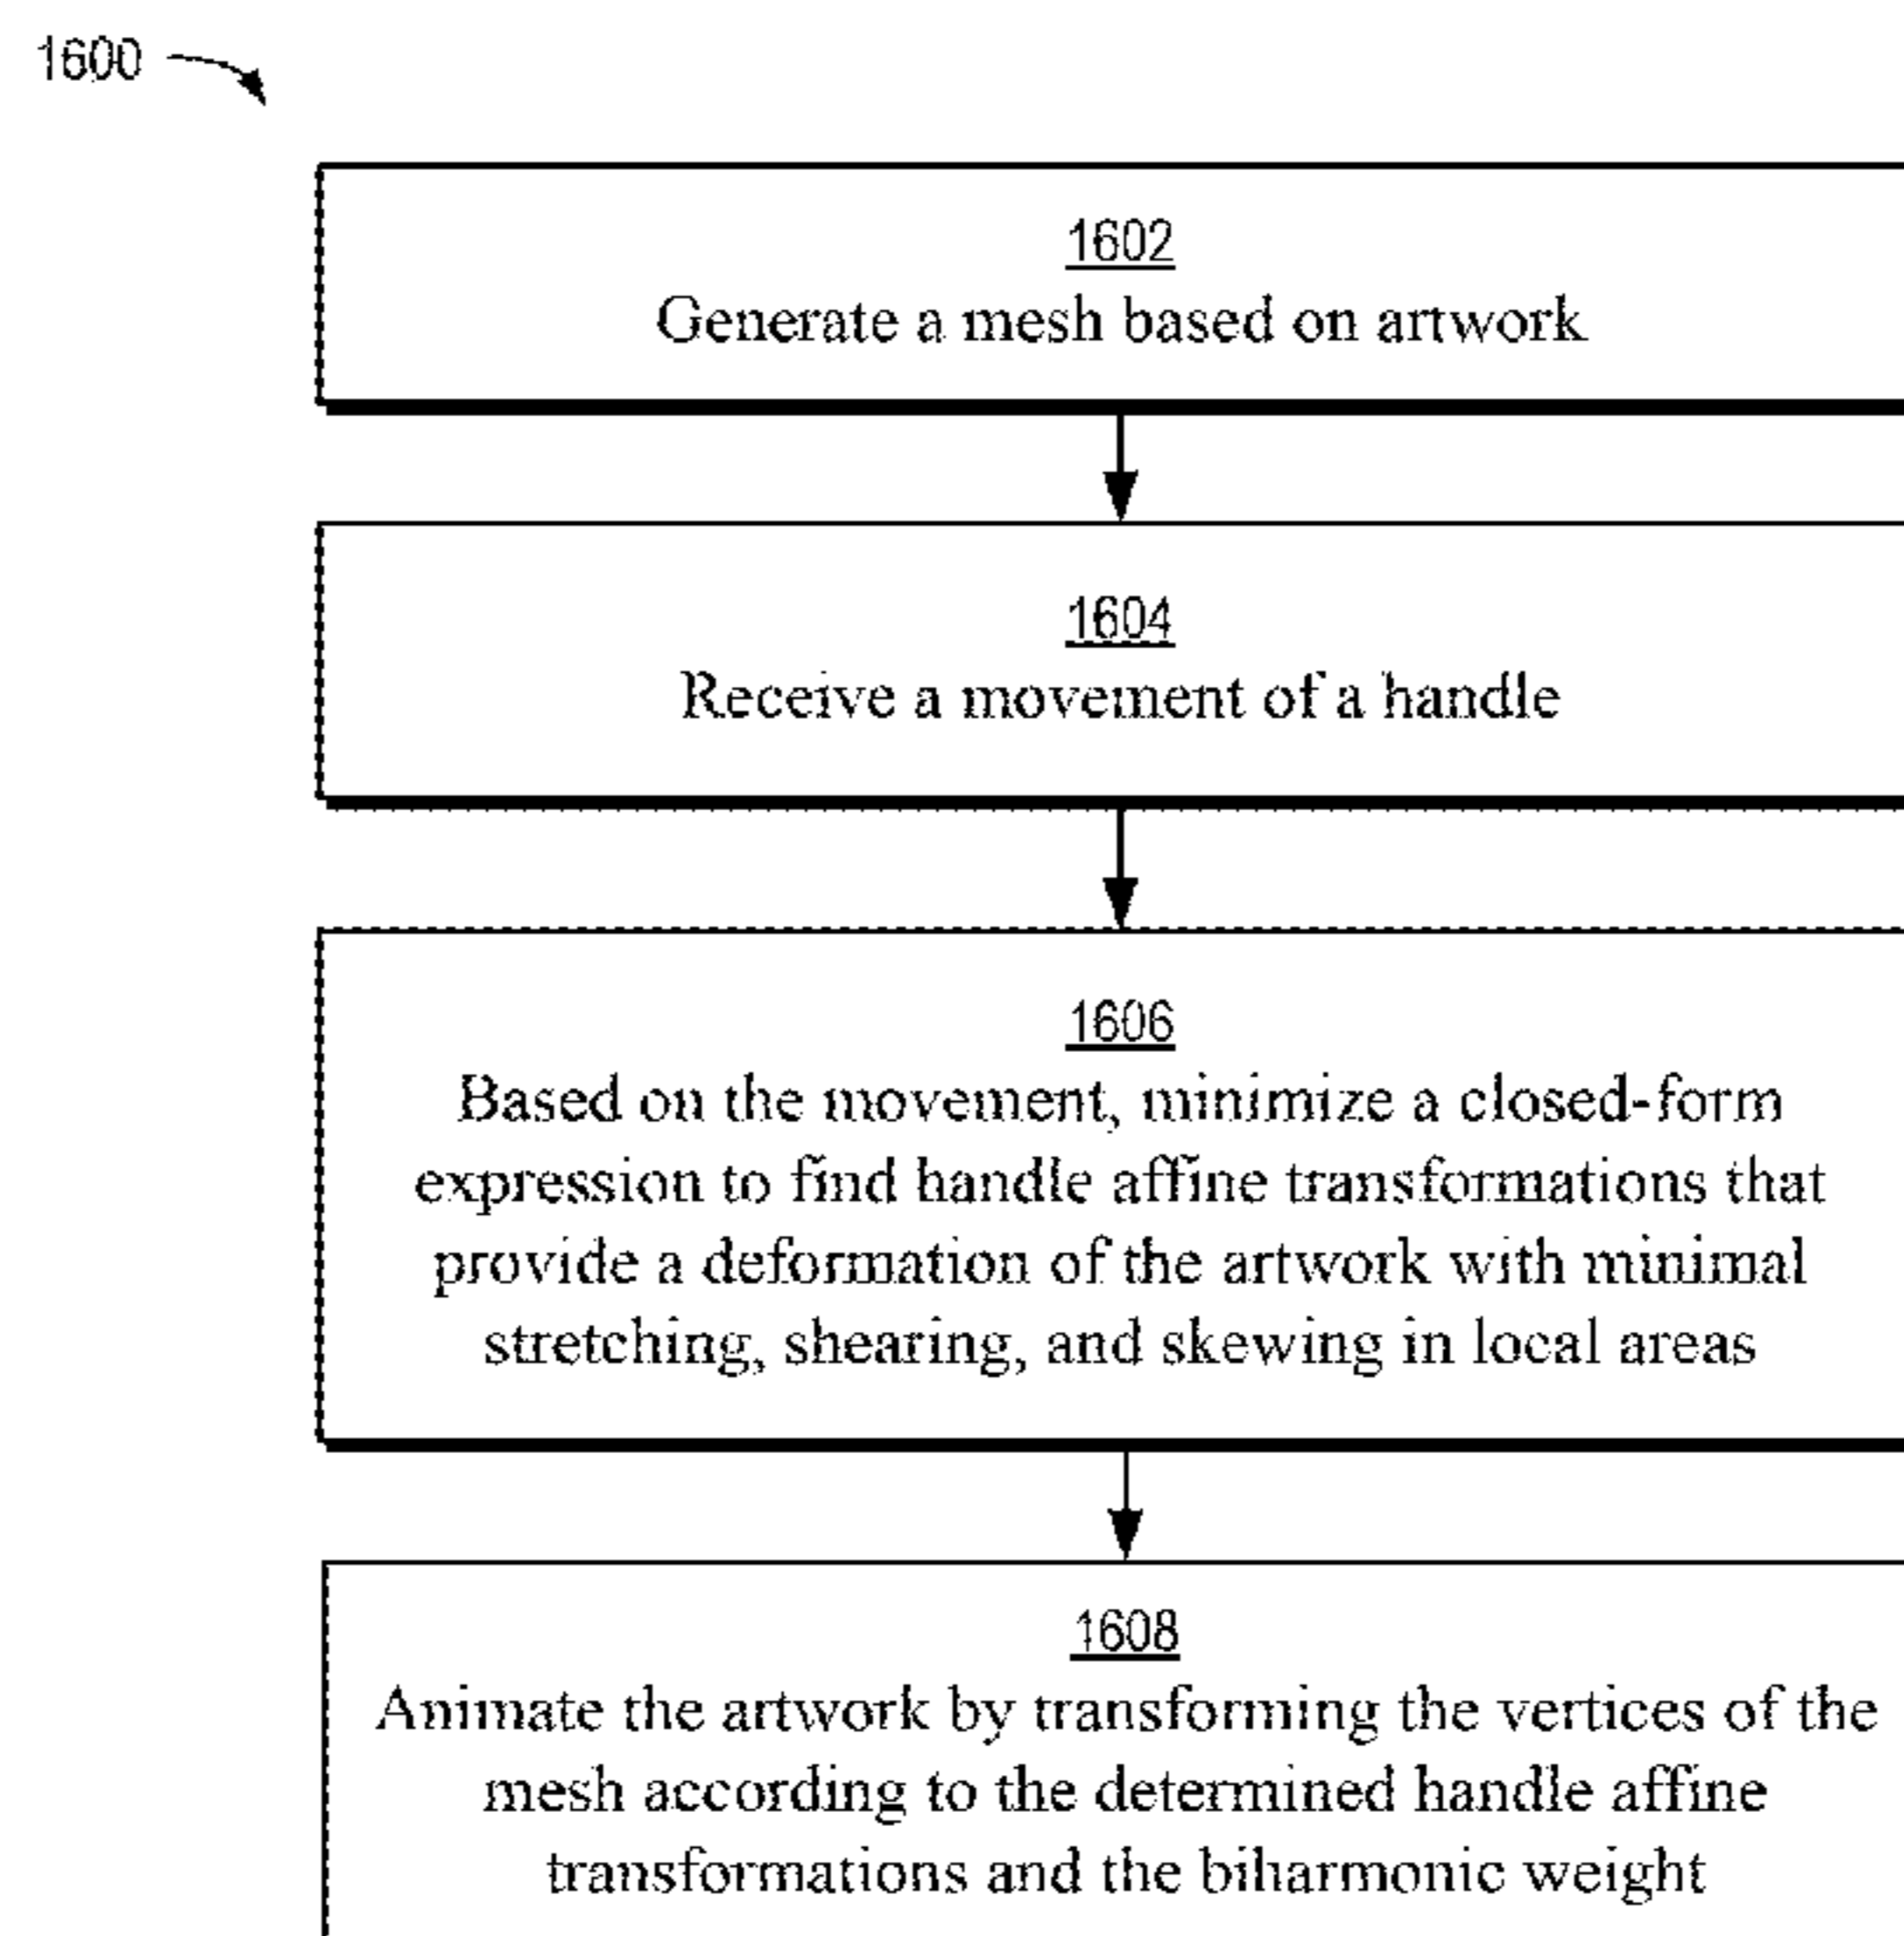 1600
1602
Generate a mesh based on artwork
1604
Receive a movement of a handle
1606
Based on the movement, minimize a closed-form
expression to find handle affine transformations that
provide a deformation of the artwork with minimal
stretching, shearing, and skewing in local areas
1608
Animate the artwork by transforming the vertices of the
mesh according to the determined handle affine
transformations and the biharmonic weight